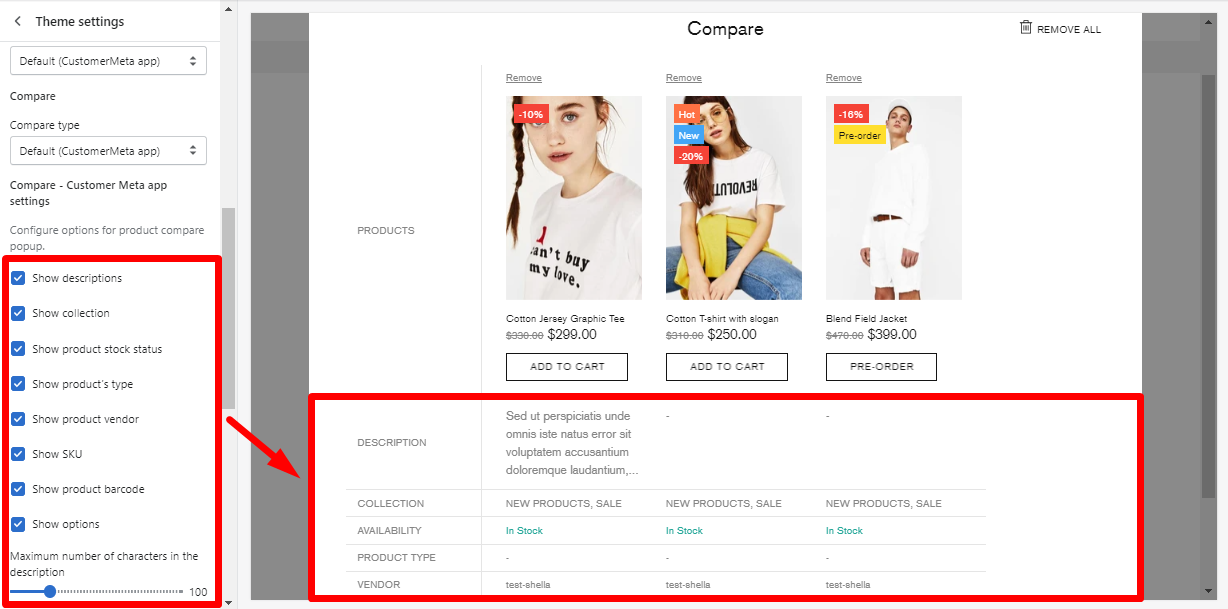 Theme settings
Default (CustomerMeta app)
Compare
Compare type
Default (CustomerMeta app)
Compare - Customer Meta app
settings
Configure options for product compare
popup.
Show descriptions
Show collection
Show product stock status
Show product's type
Show product vendor
Show SKU
Show product barcode
Show options
Maximum number of characters in the
description
100
Compare
REMOVE ALL
Remove Remove Remove
PRODUCTS
-10%
can't buy
my love.
Hot
New
-20%
REVOLUTI
-16%
Pre-order
Cotton Jersey Graphic Tee Cotton T-shirt with slogan Blend Field Jacket
$330.00 $299.00 $310.00 $250.00 $470.00 $399.00
ADD TO CART ADD TO CART PRE-ORDER
DESCRIPTION
Sed ut perspiciatis unde - -
omnis iste natus error sit
voluptatem accusantium
doloremque laudantium,...
COLLECTION NEW PRODUCTS, SALE NEW PRODUCTS, SALE NEW PRODUCTS, SALE
AVAILABILITY In Stock In Stock In Stock
PRODUCT TYPE - - -
VENDOR test-shella test-shella test-shella